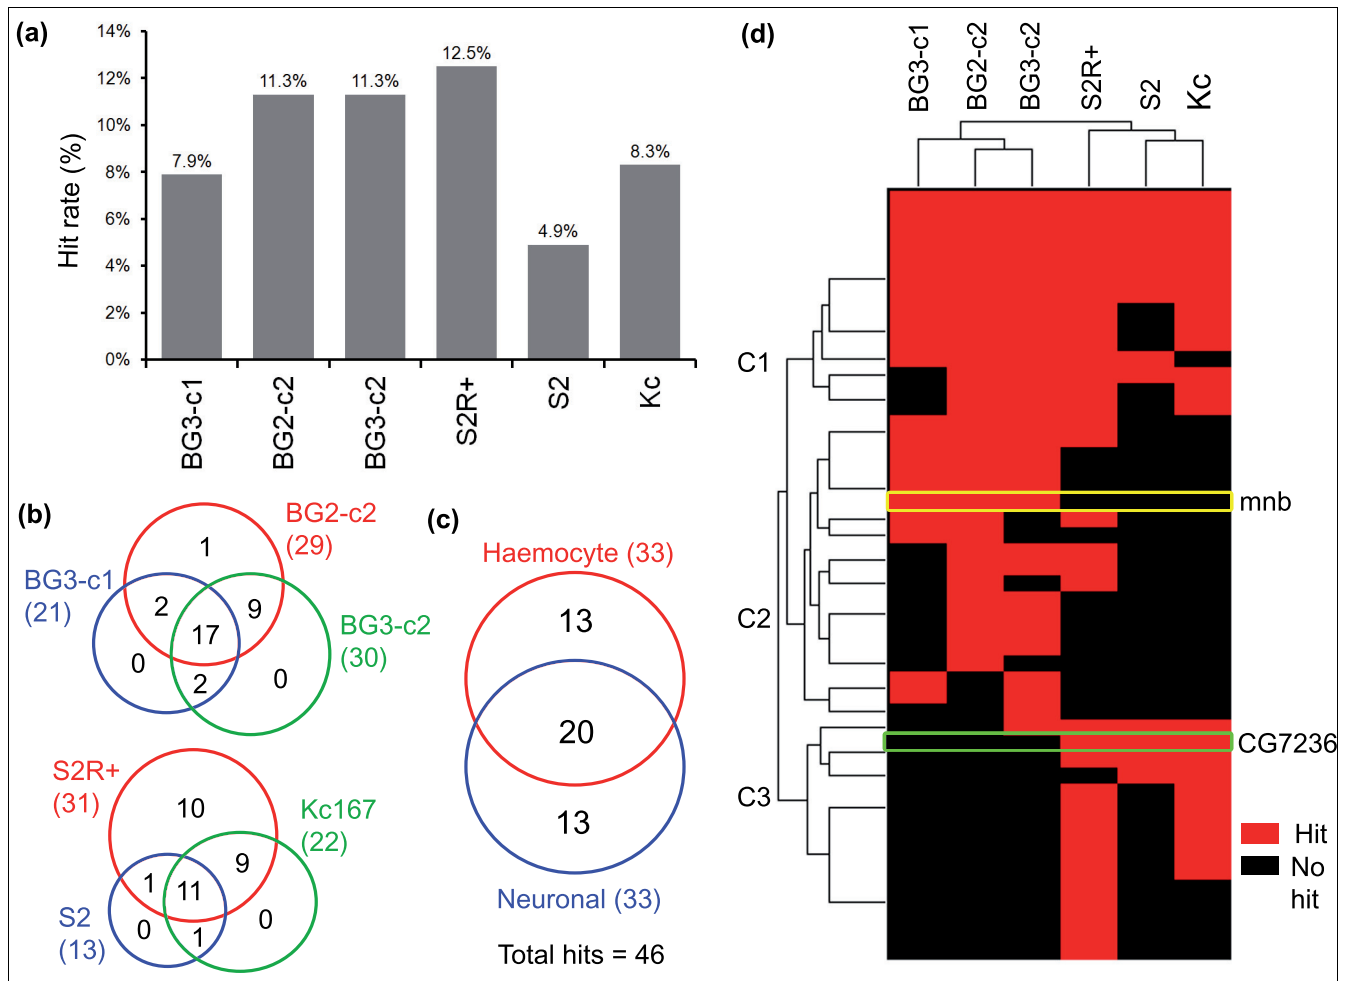 (a)
14%
12%
10%
8%
6%
4%
2%
0%
Hit rate (%)
7.9%
11.3%
11.3%
12.5%
4.9%
8.3%
BG3-c1
BG2-c2
BG3-c2
S2R+
S2
Kc
(b)
BG2-c2
(29)
BG3-c1
(21)
BG3-c2
(30)
1
2
9
17
0
2
0
S2R+
(31)
Kc167
(22)
S2
(13)
10
9
1
11
0
0
1
(c)
Haemocyte (33)
13
20
13
Neuronal (33)
Total hits = 46
(d)
BG3-c1
BG2-c2
BG3-c2
S2R+
S2
Kc
C1
C2
C3
mnb
CG7236
Hit
No
hit